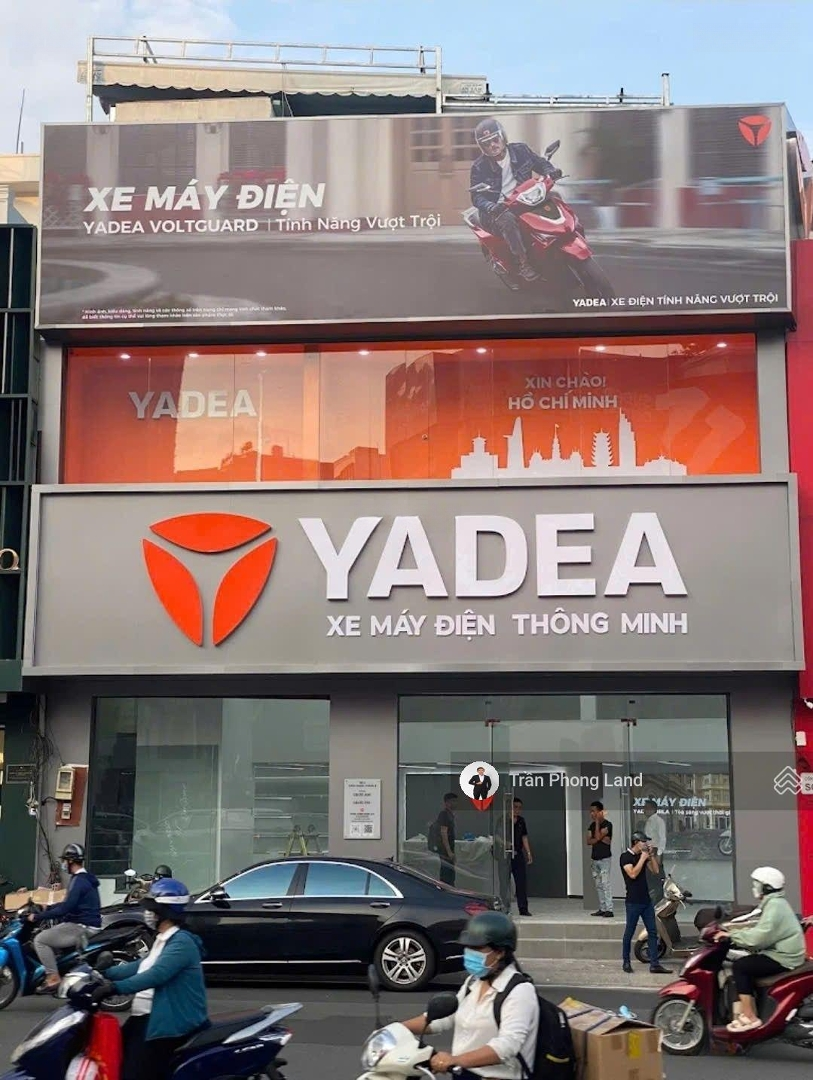 XE MÁY ĐIỆN
YADEA VOLTGUARD | Tính Năng Vượt Trội
YADEA | XE ĐIỆN TÍNH NĂNG VƯỢT TRỘI
YADEA
XIN CHÀO!
HỒ CHÍ MINH
YADEA
XE MÁY ĐIỆN THÔNG MINH
Trần Phong Land
XE MÁY ĐIỆN